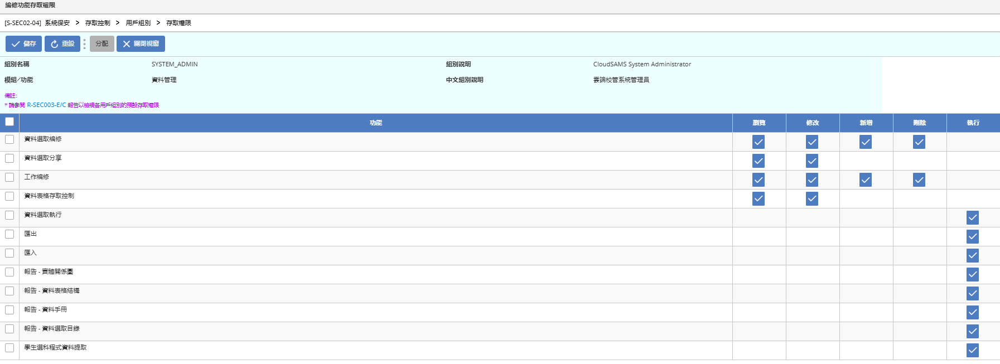 編修功能存取權限
[S-SEC02-04] 系統保安 > 存取控制 > 用戶組別 > 存取權限
儲存 重設 分配 關閉視窗
組別名稱 SYSTEM_ADMIN 組別說明 CloudSAMS System Administrator
模組/功能 資料管理 中文組別說明 雲端校管系統管理員
備註:
* 請參閱 R-SEC003-E/C 報告以檢視各用戶組別的預設存取權限
功能 瀏覽 修改 新增 刪除 執行
資料選取編修
資料選取分享
工作編修
資料表格存取控制
資料選取執行
匯出
匯入
報告 - 實體關係圖
報告 - 資料表格結構
報告 - 資料手冊
報告 - 資料選取目錄
學生選科程式資料提取